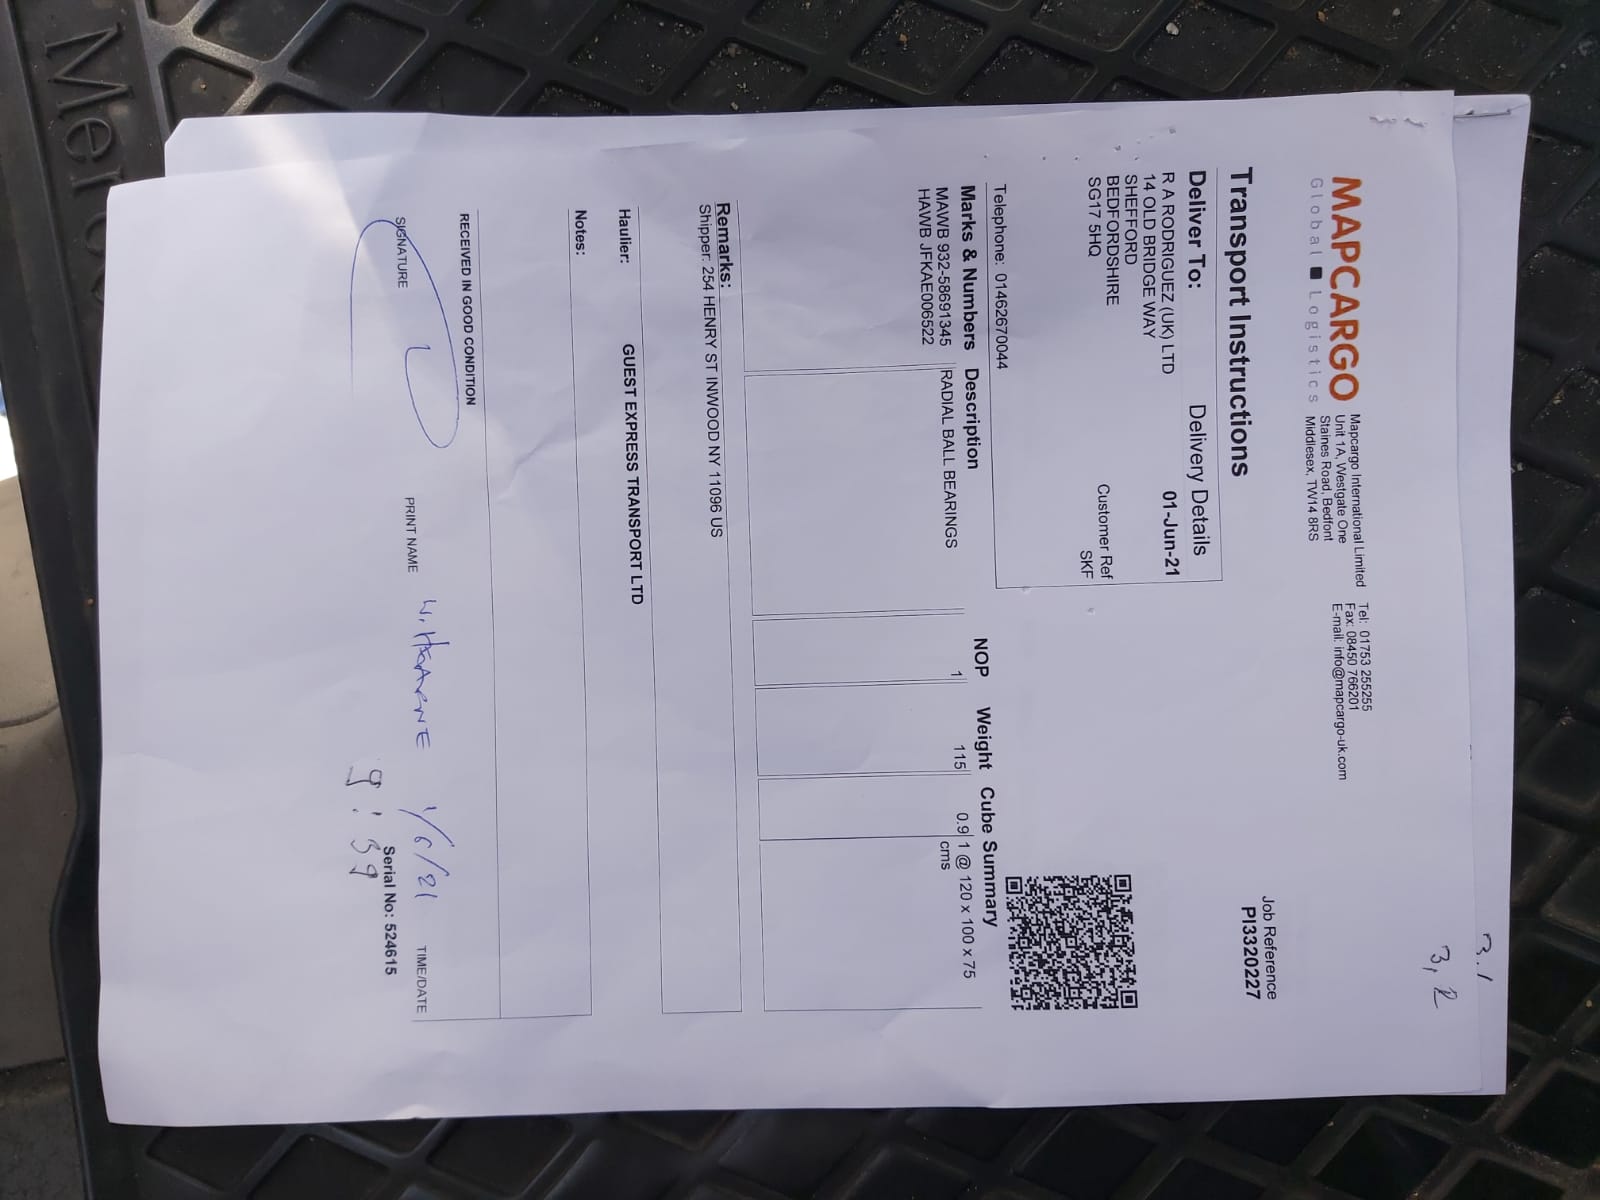 MAPCARGO
Global ■ Logistics
Mapcargo International Limited
Unit 1A, Westgate One
Staines Road, Bedfont
Middlesex, TW14 8RS
Tel: 01753 255255
Fax: 08450 766201
E-mail: info@mapcargo-uk.com
3.1
Transport Instructions
Job Reference
PI3320227
Deliver To:
Delivery Details
R A RODRIGUEZ (UK) LTD
01-Jun-21
14 OLD BRIDGE WAY
SHEFFORD
BEDFORDSHIRE
SG17 5HQ
Customer Ref
SKF
Telephone: 01462670044
Marks & Numbers Description NOP Weight Cube Summary
MAWB 932-58691345 RADIAL BALL BEARINGS 1 115 0.9 1 @ 120 x 100 x 75
HAWB JFKAE006522 cms
Remarks:
Shipper: 254 HENRY ST INWOOD NY 11096 US
Haulier: GUEST EXPRESS TRANSPORT LTD
Notes:
RECEIVED IN GOOD CONDITION
SIGNATURE PRINT NAME 1/6/21 TIME/DATE
9:39
Serial No: 524615
Mer